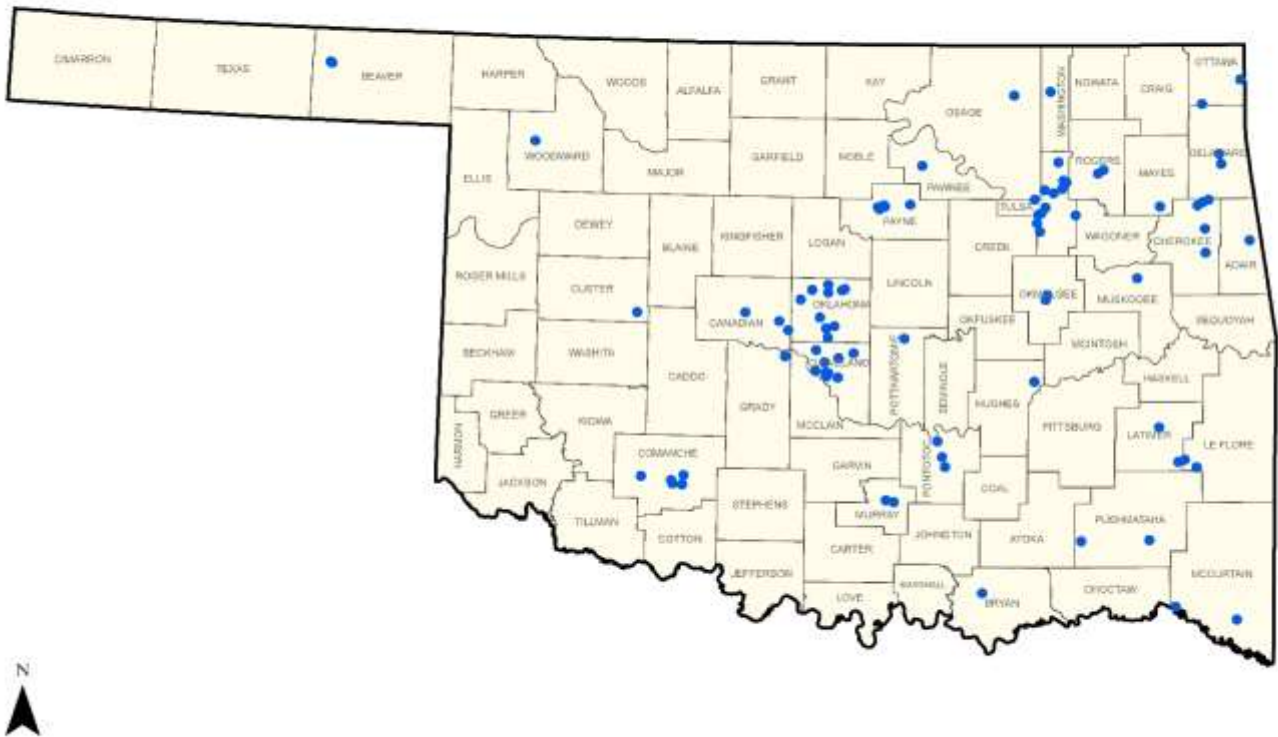 CIMARRON
TEXAS
BEAVER
HARPER
WOODS
ALFALFA
GRANT
KAY
OSAGE
WASHINGTON
NOWATA
CRAIG
OTTAWA
ELLIS
WOODWARD
MAJOR
GARFIELD
NOBLE
PAWNEE
ROGERS
MAYES
DELAWARE
DEWEY
BLAINE
KINGFISHER
LOGAN
PAYNE
CREEK
TULSA
WAGONER
CHEROKEE
ADAIR
ROGER MILLS
CUSTER
CANADIAN
OKLAHOMA
LINCOLN
OKFUSKEE
OKMULGEE
MUSKOGEE
SEQUOYAH
BECKHAM
WASHITA
CADDO
GRADY
CLEVELAND
MCCLAIN
POTTAWATOMIE
SEMINOLE
HUGHES
MCINTOSH
HASKELL
PITTSBURG
LATIMER
LE FLORE
HARMON
GREER
KIOWA
JACKSON
COMANCHE
TILLMAN
COTTON
STEPHENS
GARVIN
MURRAY
PONTOTOC
COAL
CARTER
JOHNSTON
ATOKA
PUSHMATAHA
JEFFERSON
LOVE
MARSHALL
BRYAN
CHOCTAW
MCCURTAIN
N